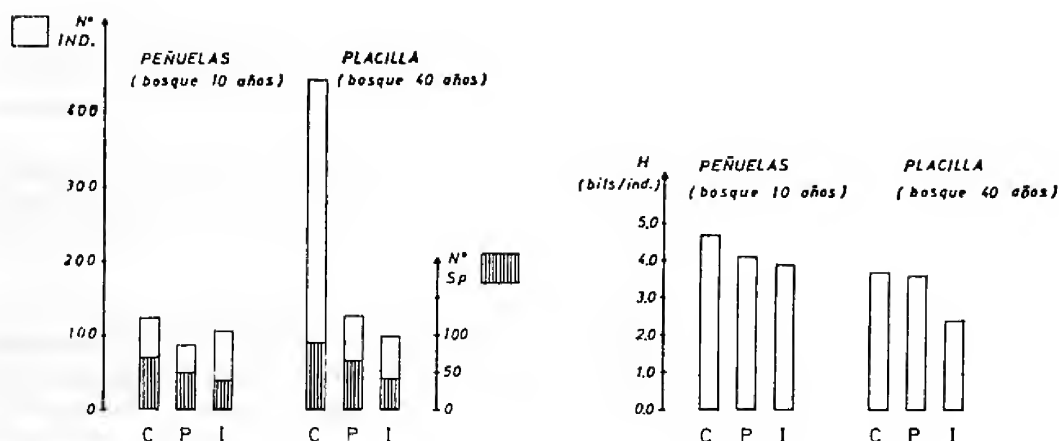 Nº
IND.
PEÑUELAS
(bosque 10 años)
PLACILLA
(bosque 40 años)
400
300
200
100
0
Nº
Sp
100
50
0
C P I
C P I
H
(bits/ind.)
PEÑUELAS
(bosque 10 años)
PLACILLA
(bosque 40 años)
5.0
4.0
3.0
2.0
1.0
0.0
C P I
C P I